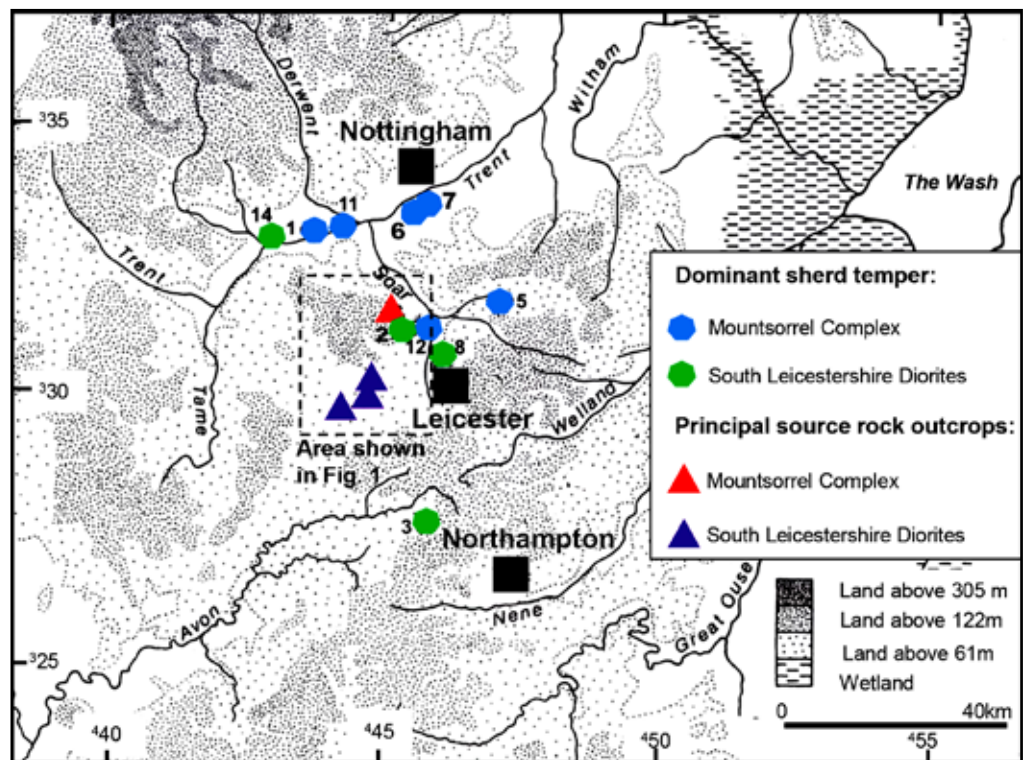 335
Derwent
Nottingham
Witham
Trent
The Wash
14
1
11
6
7
Trent
Soar
5
2
12
8
330
Tame
Leicester
Welland
Area shown
in Fig 1
3
Northampton
Avon
Nene
Great Ouse
325
440
445
450
455
Dominant sherd temper:
Mountsorrel Complex
South Leicestershire Diorites
Principal source rock outcrops:
Mountsorrel Complex
South Leicestershire Diorites
Land above 305 m
Land above 122m
Land above 61m
Wetland
0 40km